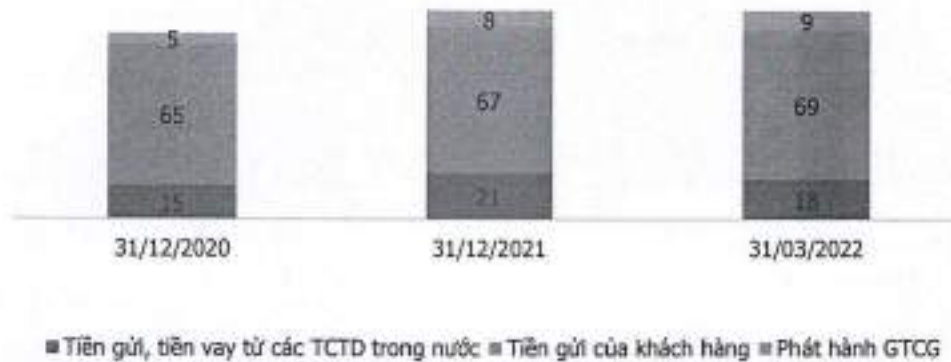 5 8 9
65 67 69
15 21 18
31/12/2020 31/12/2021 31/03/2022
■ Tiền gửi, tiền vay từ các TCTD trong nước ■ Tiền gửi của khách hàng ■ Phát hành GTCG